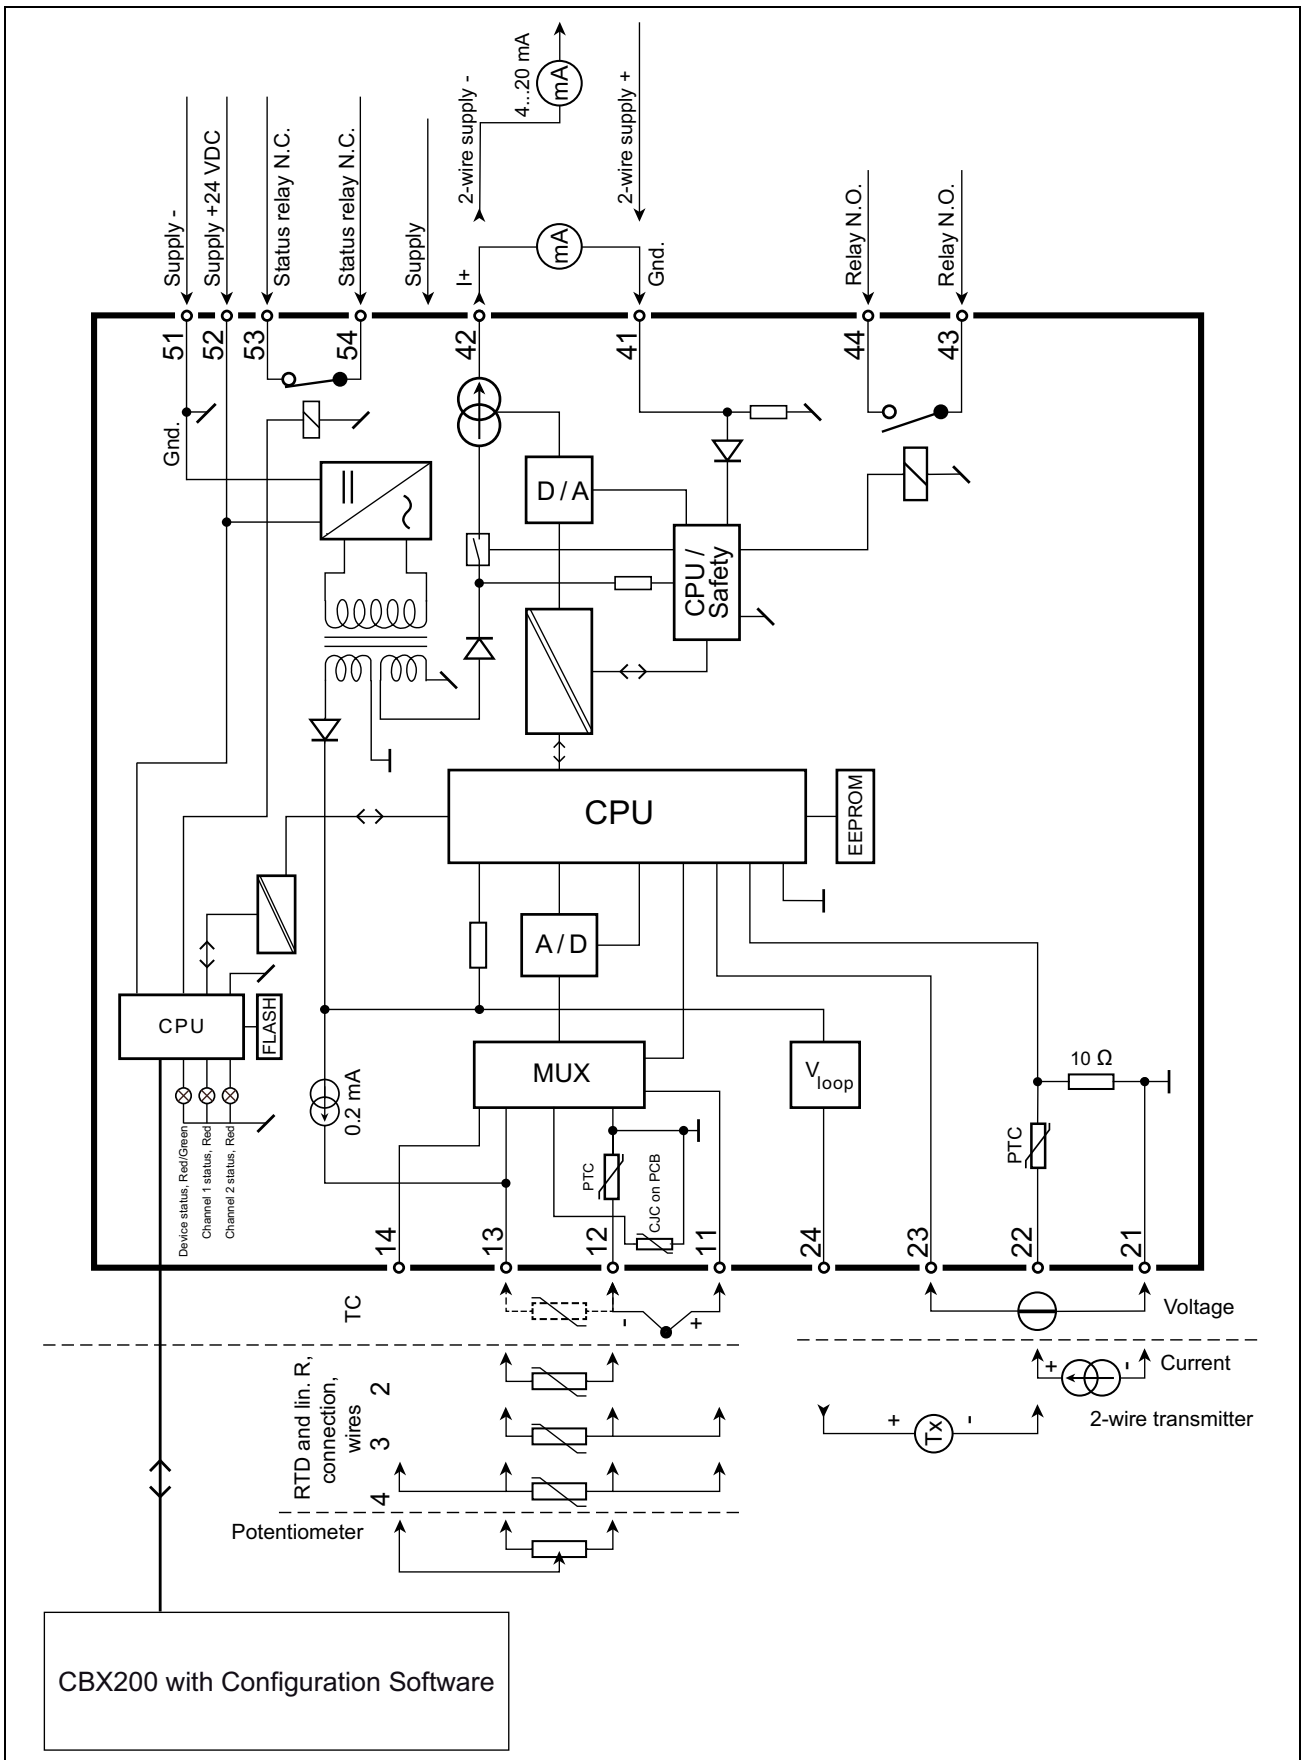 4...20 mA
mA
Supply -
Supply +24 VDC
Status relay N.C.
Status relay N.C.
Supply
2-wire supply -
2-wire supply +
I+
mA
Gnd.
Relay N.O.
Relay N.O.
51
52
53
54
42
41
44
43
Gnd.
D / A
CPU /
Safety
CPU
EEPROM
A / D
CPU
FLASH
MUX
V loop
10 Ω
0.2 mA
PTC
CJC on PCB
PTC
Device status, Red/Green
Channel 1 status, Red
Channel 2 status, Red
14
13
12
11
24
23
22
21
TC
-
+
Voltage
RTD and lin. R,
connection,
wires
2
3
4
+
-
Current
+
-
Tx
2-wire transmitter
Potentiometer
CBX200 with Configuration Software